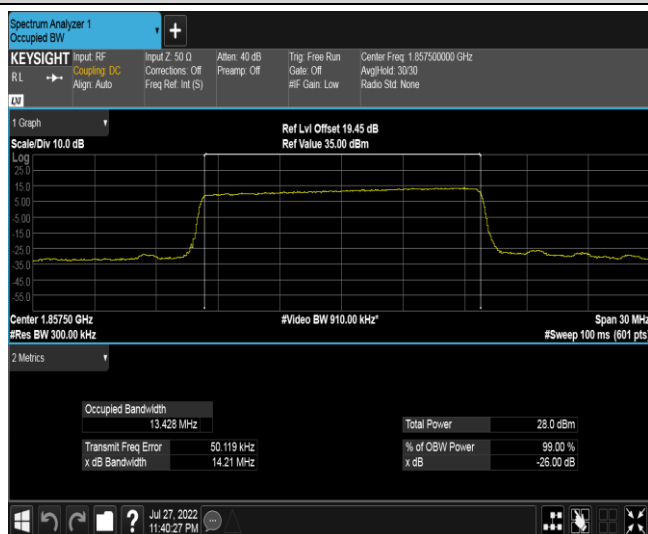 Spectrum Analyzer 1
Occupied BW
+
KEYSIGHT
R L
LXI
Input: RF
Coupling: DC
Align: Auto
Input Z: 50 Ω
Corrections: Off
Freq Ref: Int (S)
Atten: 40 dB
Preamp: Off
Trig: Free Run
Gate: Off
#IF Gain: Low
Center Freq: 1.857500000 GHz
Avg|Hold: 30/30
Radio Std: None
1 Graph
Scale/Div 10.0 dB
Ref Lvl Offset 19.45 dB
Ref Value 35.00 dBm
Log
25.0
15.0
5.00
-5.00
-15.0
-25.0
-35.0
-45.0
-55.0
Center 1.85750 GHz
#Res BW 300.00 kHz
#Video BW 910.00 kHz*
Span 30 MHz
#Sweep 100 ms (601 pts)
2 Metrics
Occupied Bandwidth
13.428 MHz
Transmit Freq Error 50.119 kHz
x dB Bandwidth 14.21 MHz
Total Power 28.0 dBm
% of OBW Power 99.00 %
x dB -26.00 dB
?
Jul 27, 2022
11:40:27 PM